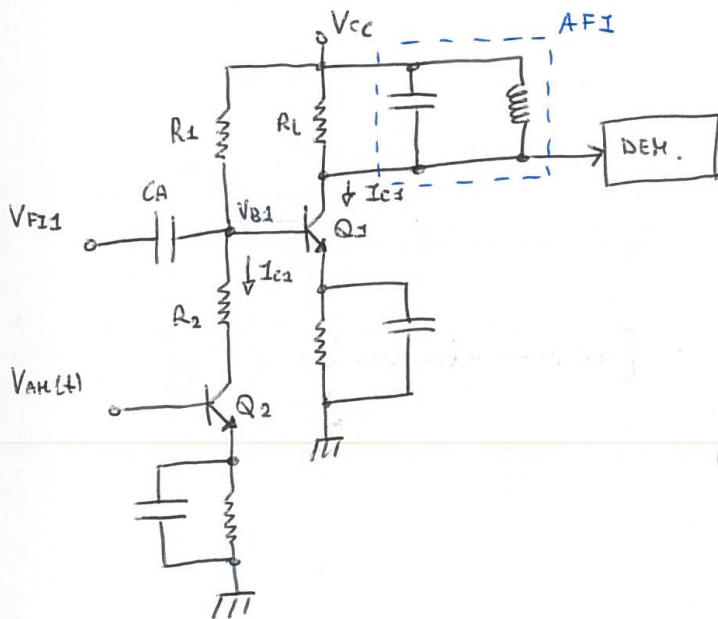 Vcc
AFI
R1
RL
DEM.
CA
VFI1
VB1
Ic1
Q1
Ic2
R2
VAM(t)
Q2